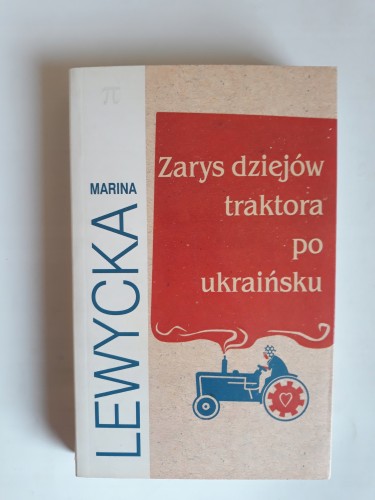 π
MARINA
LEWYCKA
Zarys dziejów
traktora
po
ukraińsku